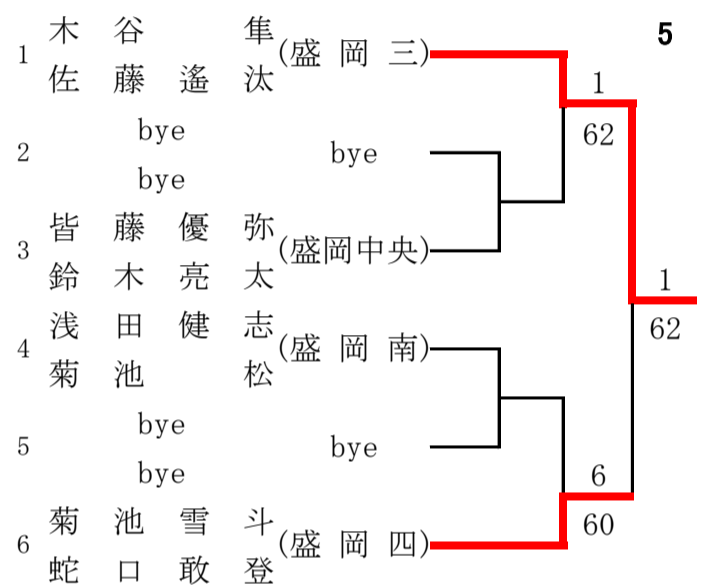 5
1 木谷 隼 (盛岡三)
佐藤遙汰
2 bye bye
bye
3 皆藤優弥 (盛岡中央)
鈴木亮太
4 浅田健志 (盛岡南)
菊池 松
5 bye bye
bye
6 菊池雪斗 (盛岡四)
蛇口敢登
1
62
1
62
6
60